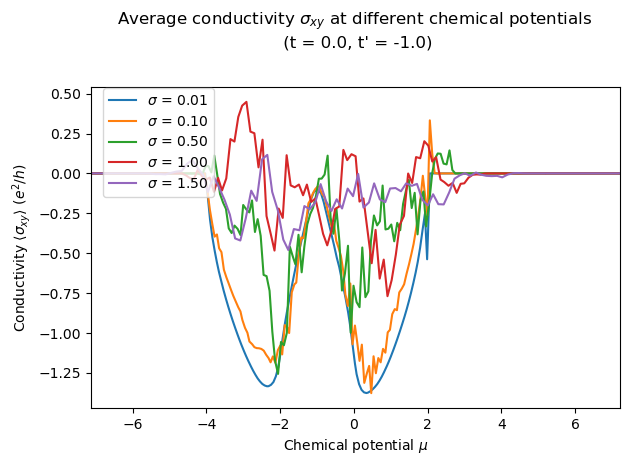 Average conductivity σxy at different chemical potentials
(t = 0.0, t' = -1.0)
σ = 0.01
σ = 0.10
σ = 0.50
σ = 1.00
σ = 1.50
0.50
0.25
0.00
−0.25
−0.50
−0.75
−1.00
−1.25
Conductivity ⟨σxy⟩ (e²/h)
−6 −4 −2 0 2 4 6
Chemical potential μ